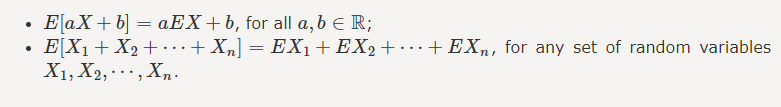 • E[aX + b] = aEX + b, for all a, b ∈ ℝ;
• E[X₁ + X₂ + ⋯ + Xₙ] = EX₁ + EX₂ + ⋯ + EXₙ, for any set of random variables
X₁, X₂, ⋯, Xₙ.